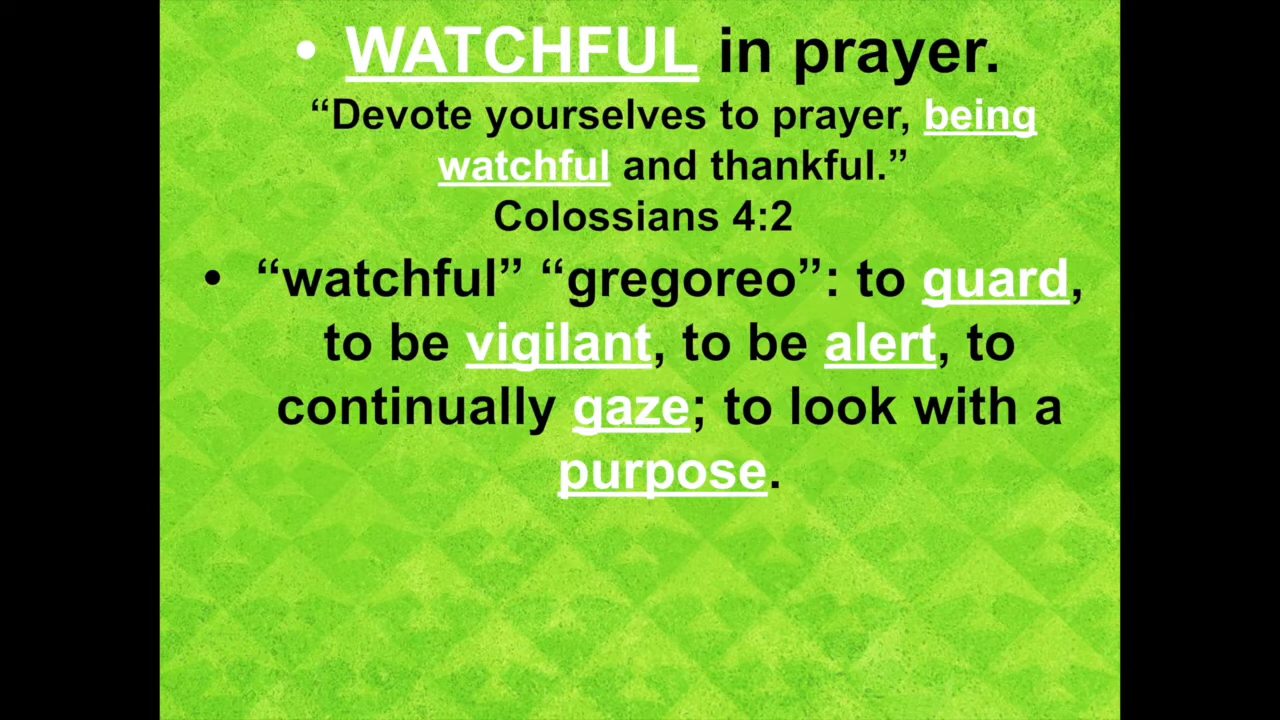 • WATCHFUL in prayer.
“Devote yourselves to prayer, being
watchful and thankful.”
Colossians 4:2
• “watchful” “gregoreo”: to guard,
to be vigilant, to be alert, to
continually gaze; to look with a
purpose.